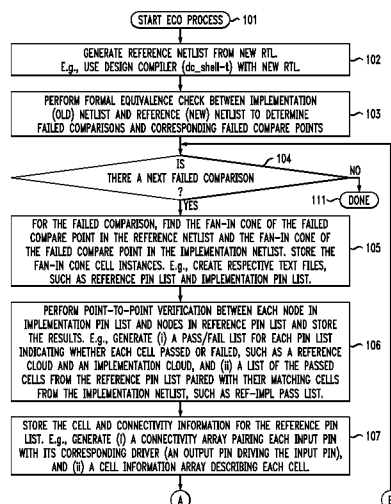 START ECO PROCESS
101
GENERATE REFERENCE NETLIST FROM NEW RTL.
E.g., USE DESIGN COMPILER (dc_shell-t) WITH NEW RTL.
102
PERFORM FORMAL EQUIVALENCE CHECK BETWEEN IMPLEMENTATION
(OLD) NETLIST AND REFERENCE (NEW) NETLIST TO DETERMINE
FAILED COMPARISONS AND CORRESPONDING FAILED COMPARE POINTS
103
IS
THERE A NEXT FAILED COMPARISON
?
104
NO
111
DONE
YES
FOR THE FAILED COMPARISON, FIND THE FAN-IN CONE OF THE FAILED
COMPARE POINT IN THE REFERENCE NETLIST AND THE FAN-IN CONE OF
THE FAILED COMPARE POINT IN THE IMPLEMENTATION NETLIST. STORE THE
FAN-IN CONE CELL INSTANCES. E.g., CREATE RESPECTIVE TEXT FILES,
SUCH AS REFERENCE PIN LIST AND IMPLEMENTATION PIN LIST.
105
PERFORM POINT-TO-POINT VERIFICATION BETWEEN EACH NODE IN
IMPLEMENTATION PIN LIST AND NODES IN REFERENCE PIN LIST AND STORE
THE RESULTS. E.g., GENERATE (i) A PASS/FAIL LIST FOR EACH PIN LIST
INDICATING WHETHER EACH CELL PASSED OR FAILED, SUCH AS A REFERENCE
CLOUD AND AN IMPLEMENTATION CLOUD, AND (ii) A LIST OF THE PASSED
CELLS FROM THE REFERENCE PIN LIST PAIRED WITH THEIR MATCHING CELLS
FROM THE IMPLEMENTATION NETLIST, SUCH AS REF-IMPL PASS LIST.
106
STORE THE CELL AND CONNECTIVITY INFORMATION FOR THE REFERENCE PIN
LIST. E.g., GENERATE (i) A CONNECTIVITY ARRAY PAIRING EACH INPUT PIN
WITH ITS CORRESPONDING DRIVER (AN OUTPUT PIN DRIVING THE INPUT PIN),
AND (ii) A CELL INFORMATION ARRAY DESCRIBING EACH CELL.
107
A